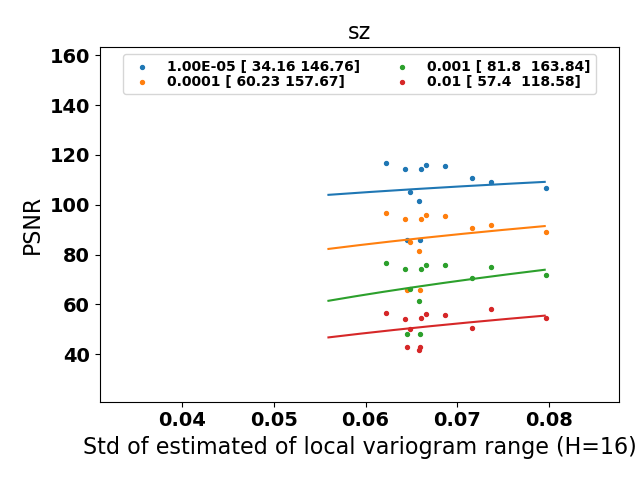 sz
1.00E-05 [ 34.16 146.76]
0.0001 [ 60.23 157.67]
0.001 [ 81.8  163.84]
0.01 [ 57.4  118.58]
PSNR
160
140
120
100
80
60
40
0.04 0.05 0.06 0.07 0.08
Std of estimated of local variogram range (H=16)